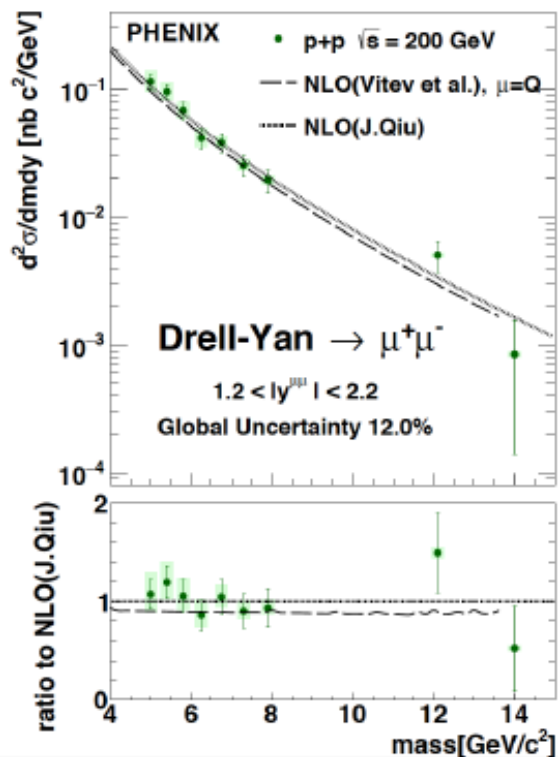 PHENIX
p+p √s = 200 GeV
NLO(Vitev et al.), μ=Q
NLO(J.Qiu)
d²σ/dmdy [nb c²/GeV]
10⁻¹
10⁻²
10⁻³
10⁻⁴
Drell-Yan → μ⁺μ⁻
1.2 < |y^μμ| < 2.2
Global Uncertainty 12.0%
ratio to NLO(J.Qiu)
2
1
0
4 6 8 10 12 14
mass[GeV/c²]